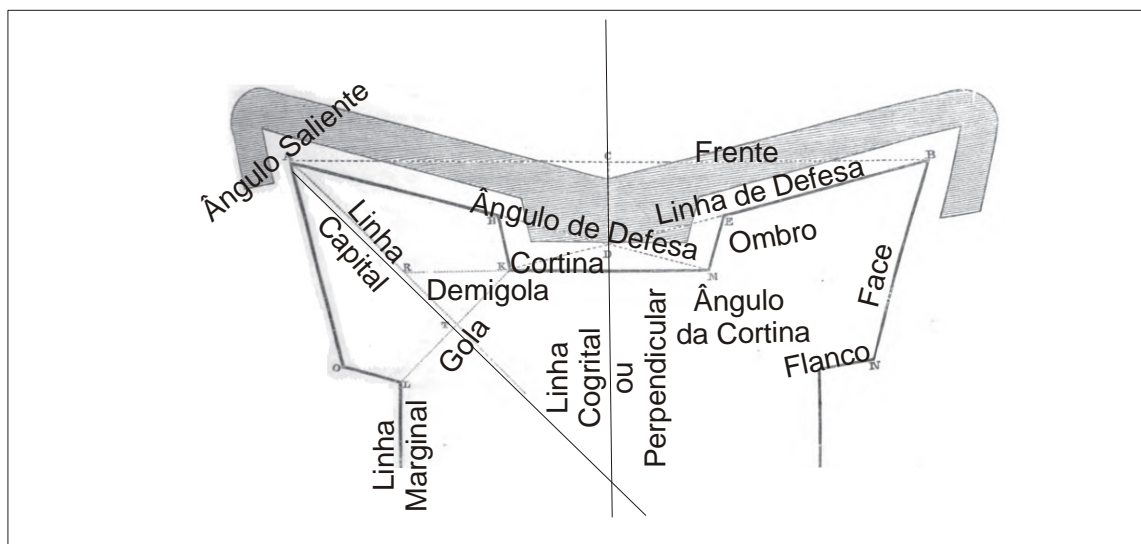 Ângulo Saliente
C
Frente
B
Linha de Defesa
Ângulo de Defesa
H
E
Ombro
Linha
Capital
R
K
Cortina
D
M
Demigola
Ângulo
da Cortina
Face
T
Gola
Linha
Cogrital
ou
Perpendicular
Flanco
O
L
N
Linha
Marginal